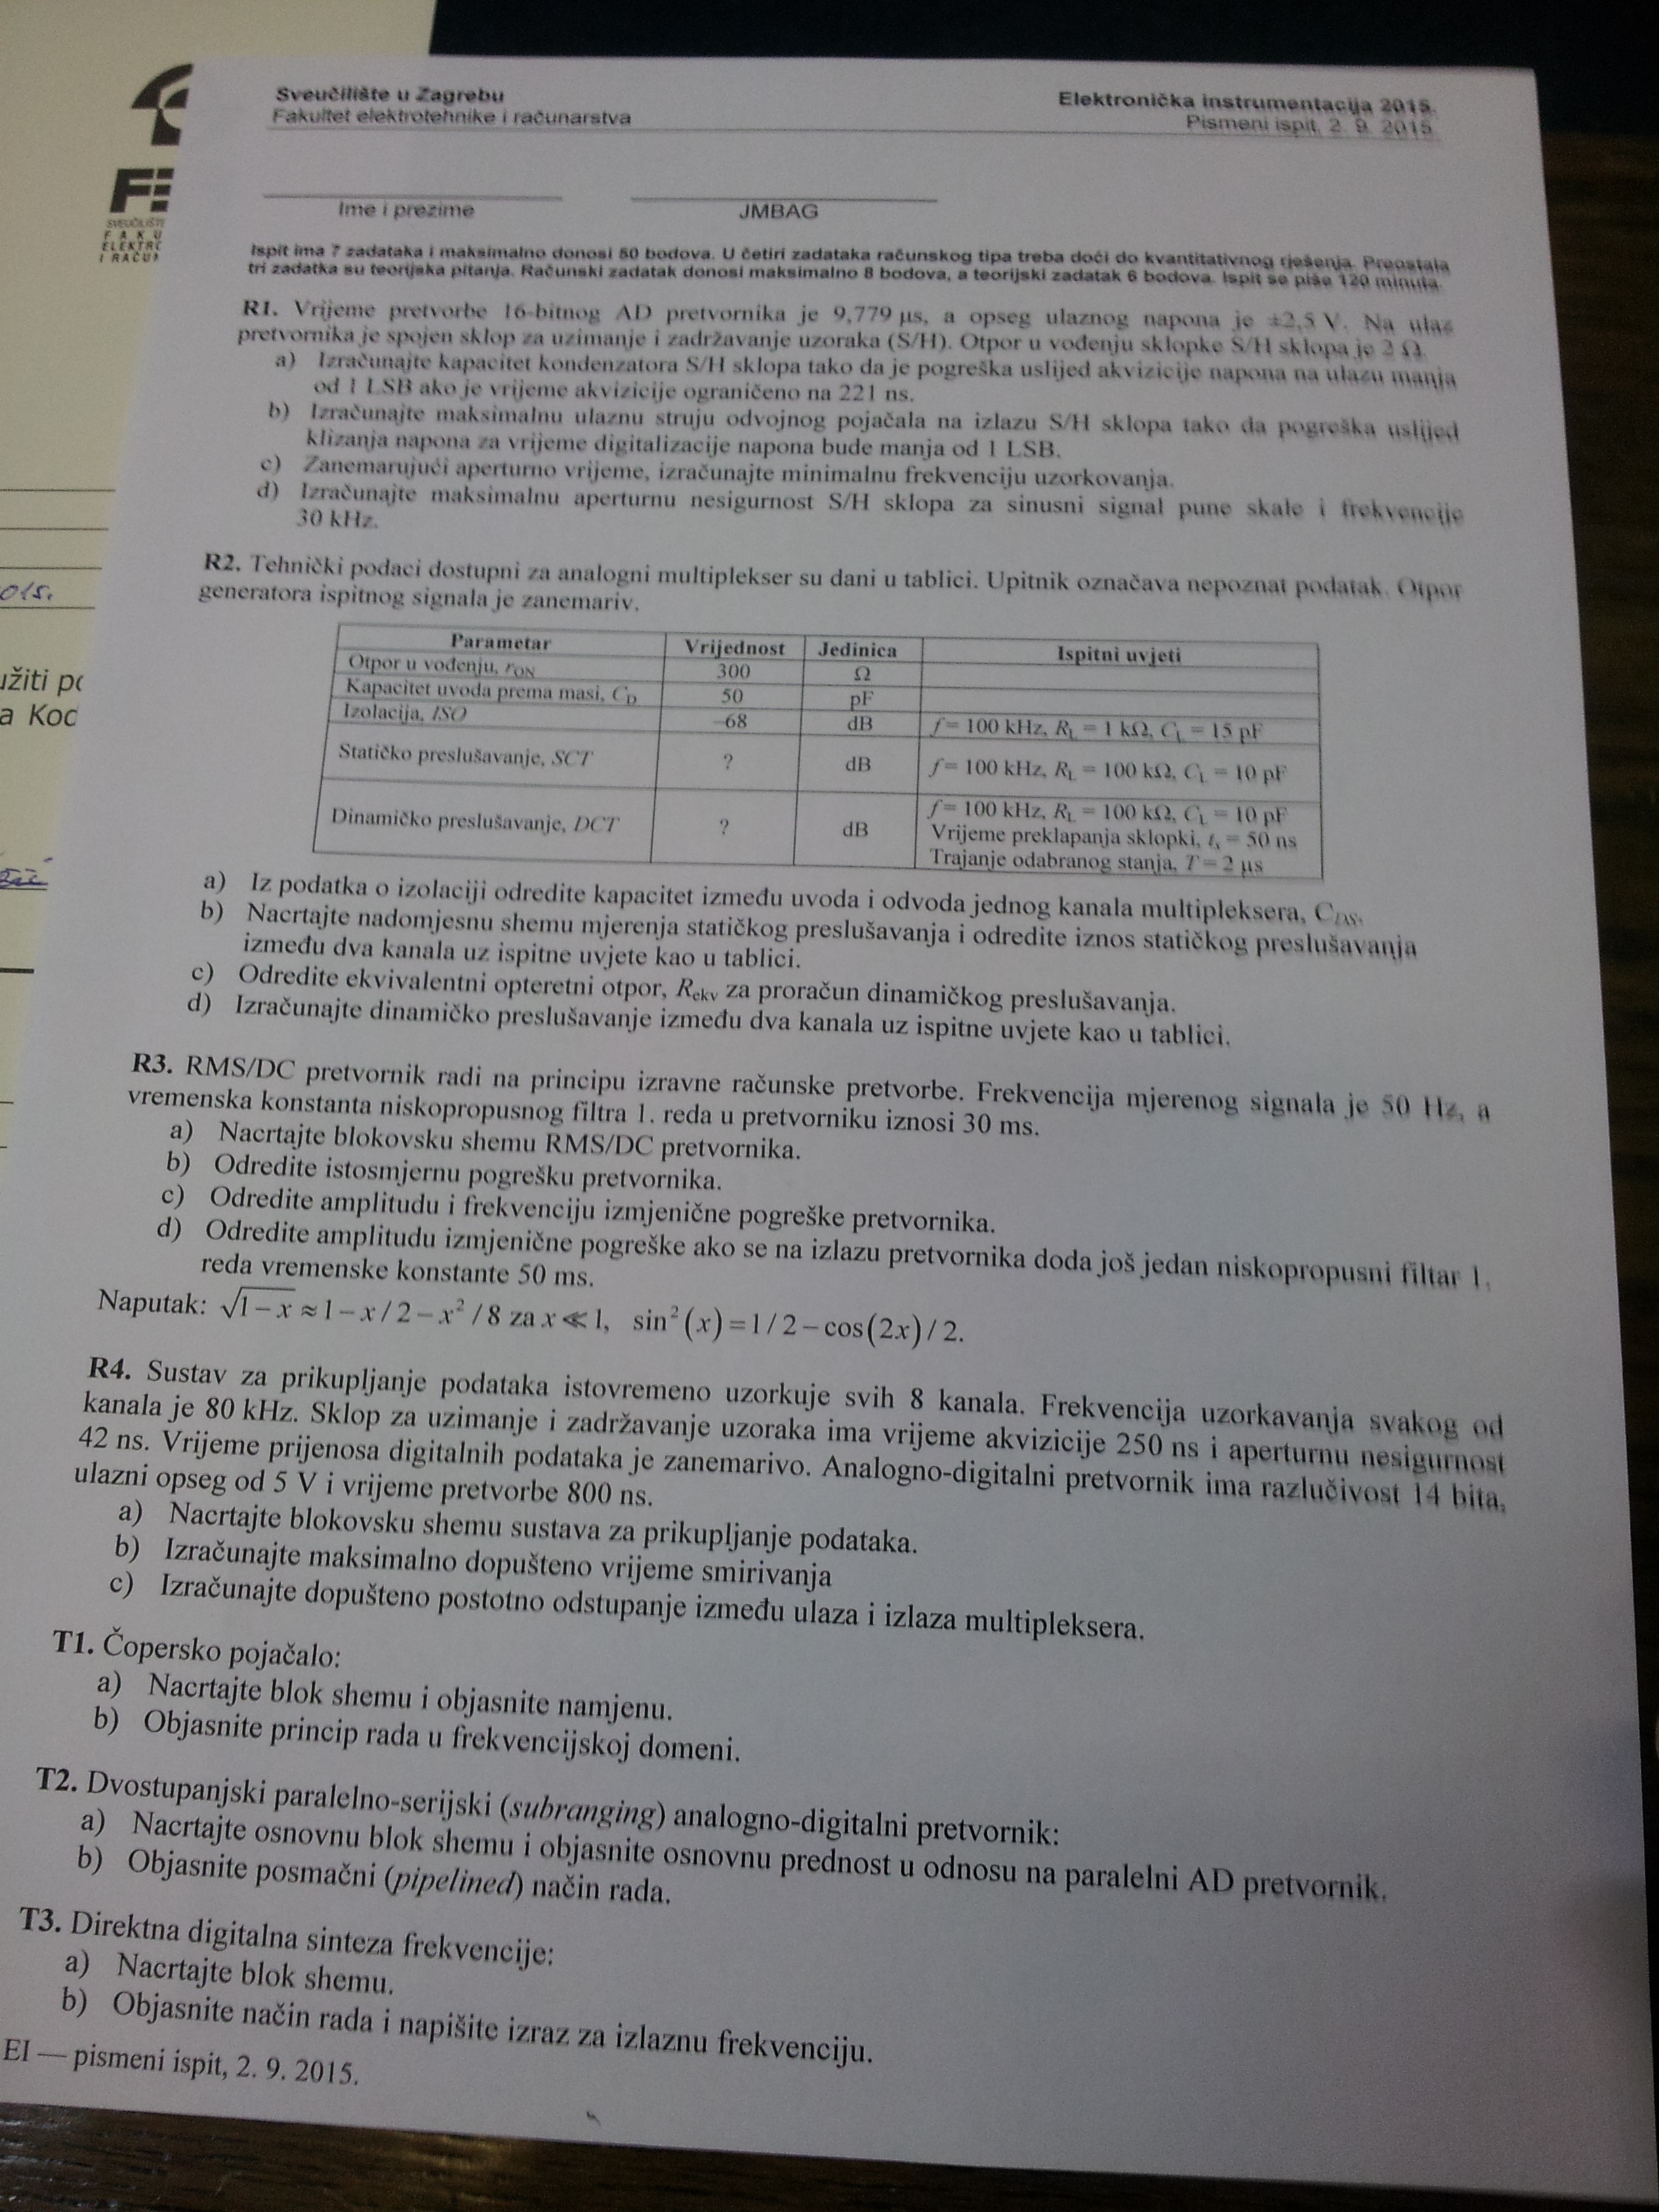 Sveučilište u Zagrebu
Fakultet elektrotehnike i računarstva
Elektronička instrumentacija 2015.
Pismeni ispit, 2. 9. 2015.
FE
SVEUČILIŠTE
FAKU
ELEKTRC
I RAČUN
Ime i prezime
JMBAG
Ispit ima 7 zadataka i maksimalno donosi 50 bodova. U četiri zadataka računskog tipa treba doći do kvantitativnog rješenja. Preostala
tri zadatka su teorijska pitanja. Računski zadatak donosi maksimalno 8 bodova, a teorijski zadatak 6 bodova. Ispit se piše 120 minuta.
R1. Vrijeme pretvorbe 16-bitnog AD pretvornika je 9,779 µs, a opseg ulaznog napona je ±2,5 V. Na ulaz
pretvornika je spojen sklop za uzimanje i zadržavanje uzoraka (S/H). Otpor u vođenju sklopke S/H sklopa je 2 Ω.
a) Izračunajte kapacitet kondenzatora S/H sklopa tako da je pogreška uslijed akvizicije napona na ulazu manja
od 1 LSB ako je vrijeme akvizicije ograničeno na 221 ns.
b) Izračunajte maksimalnu ulaznu struju odvojnog pojačala na izlazu S/H sklopa tako da pogreška uslijed
klizanja napona za vrijeme digitalizacije napona bude manja od 1 LSB.
c) Zanemarujući aperturno vrijeme, izračunajte minimalnu frekvenciju uzorkovanja.
d) Izračunajte maksimalnu aperturnu nesigurnost S/H sklopa za sinusni signal pune skale i frekvencije
30 kHz.
R2. Tehnički podaci dostupni za analogni multiplekser su dani u tablici. Upitnik označava nepoznat podatak. Otpor
generatora ispitnog signala je zanemariv.
Parametar Vrijednost Jedinica Ispitni uvjeti
Otpor u vođenju, rON 300 Ω
Kapacitet uvoda prema masi, CD 50 pF
Izolacija, ISO -68 dB f = 100 kHz, RL = 1 kΩ, CL = 15 pF
Statičko preslušavanje, SCT ? dB f = 100 kHz, RL = 100 kΩ, CL = 10 pF
Dinamičko preslušavanje, DCT ? dB f = 100 kHz, RL = 100 kΩ, CL = 10 pF
Vrijeme preklapanja sklopki, ts = 50 ns
Trajanje odabranog stanja, T = 2 µs
a) Iz podatka o izolaciji odredite kapacitet između uvoda i odvoda jednog kanala multipleksera, CDS.
b) Nacrtajte nadomjesnu shemu mjerenja statičkog preslušavanja i odredite iznos statičkog preslušavanja
između dva kanala uz ispitne uvjete kao u tablici.
c) Odredite ekvivalentni opteretni otpor, Rekv za proračun dinamičkog preslušavanja.
d) Izračunajte dinamičko preslušavanje između dva kanala uz ispitne uvjete kao u tablici.
R3. RMS/DC pretvornik radi na principu izravne računske pretvorbe. Frekvencija mjerenog signala je 50 Hz, a
vremenska konstanta niskopropusnog filtra 1. reda u pretvorniku iznosi 30 ms.
a) Nacrtajte blokovsku shemu RMS/DC pretvornika.
b) Odredite istosmjernu pogrešku pretvornika.
c) Odredite amplitudu i frekvenciju izmjenične pogreške pretvornika.
d) Odredite amplitudu izmjenične pogreške ako se na izlazu pretvornika doda još jedan niskopropusni filtar 1.
reda vremenske konstante 50 ms.
Naputak: √1−x ≈ 1−x/2−x²/8 za x≪1, sin²(x)=1/2−cos(2x)/2.
R4. Sustav za prikupljanje podataka istovremeno uzorkuje svih 8 kanala. Frekvencija uzorkavanja svakog od
kanala je 80 kHz. Sklop za uzimanje i zadržavanje uzoraka ima vrijeme akvizicije 250 ns i aperturnu nesigurnost
42 ns. Vrijeme prijenosa digitalnih podataka je zanemarivo. Analogno-digitalni pretvornik ima razlučivost 14 bita,
ulazni opseg od 5 V i vrijeme pretvorbe 800 ns.
a) Nacrtajte blokovsku shemu sustava za prikupljanje podataka.
b) Izračunajte maksimalno dopušteno vrijeme smirivanja
c) Izračunajte dopušteno postotno odstupanje između ulaza i izlaza multipleksera.
T1. Čopersko pojačalo:
a) Nacrtajte blok shemu i objasnite namjenu.
b) Objasnite princip rada u frekvencijskoj domeni.
T2. Dvostupanjski paralelno-serijski (subranging) analogno-digitalni pretvornik:
a) Nacrtajte osnovnu blok shemu i objasnite osnovnu prednost u odnosu na paralelni AD pretvornik.
b) Objasnite posmačni (pipelined) način rada.
T3. Direktna digitalna sinteza frekvencije:
a) Nacrtajte blok shemu.
b) Objasnite način rada i napišite izraz za izlaznu frekvenciju.
EI — pismeni ispit, 2. 9. 2015.
015.
užiti po
a Koc